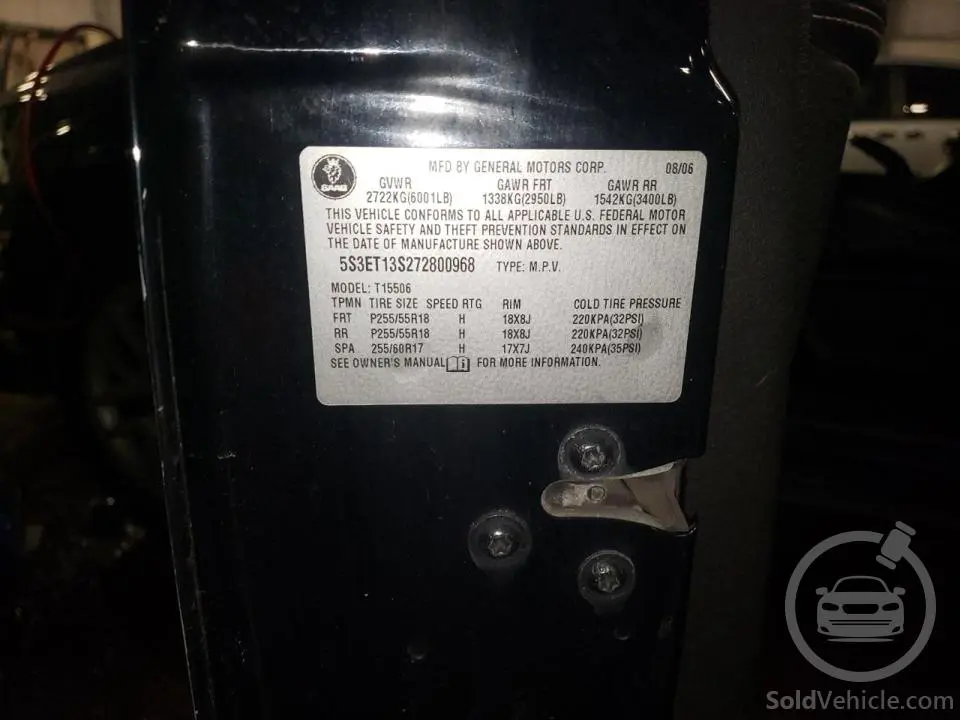 SAAB
MFD BY GENERAL MOTORS CORP. 08/06
GVWR GAWR FRT GAWR RR
2722KG(6001LB) 1338KG(2950LB) 1542KG(3400LB)
THIS VEHICLE CONFORMS TO ALL APPLICABLE U.S. FEDERAL MOTOR
VEHICLE SAFETY AND THEFT PREVENTION STANDARDS IN EFFECT ON
THE DATE OF MANUFACTURE SHOWN ABOVE.
5S3ET13S272800968 TYPE: M.P.V.
MODEL: T15506
TPMN TIRE SIZE SPEED RTG RIM COLD TIRE PRESSURE
FRT P255/55R18 H 18X8J 220KPA(32PSI)
RR P255/55R18 H 18X8J 220KPA(32PSI)
SPA 255/60R17 H 17X7J 240KPA(35PSI)
SEE OWNER'S MANUAL i FOR MORE INFORMATION.
SoldVehicle.com